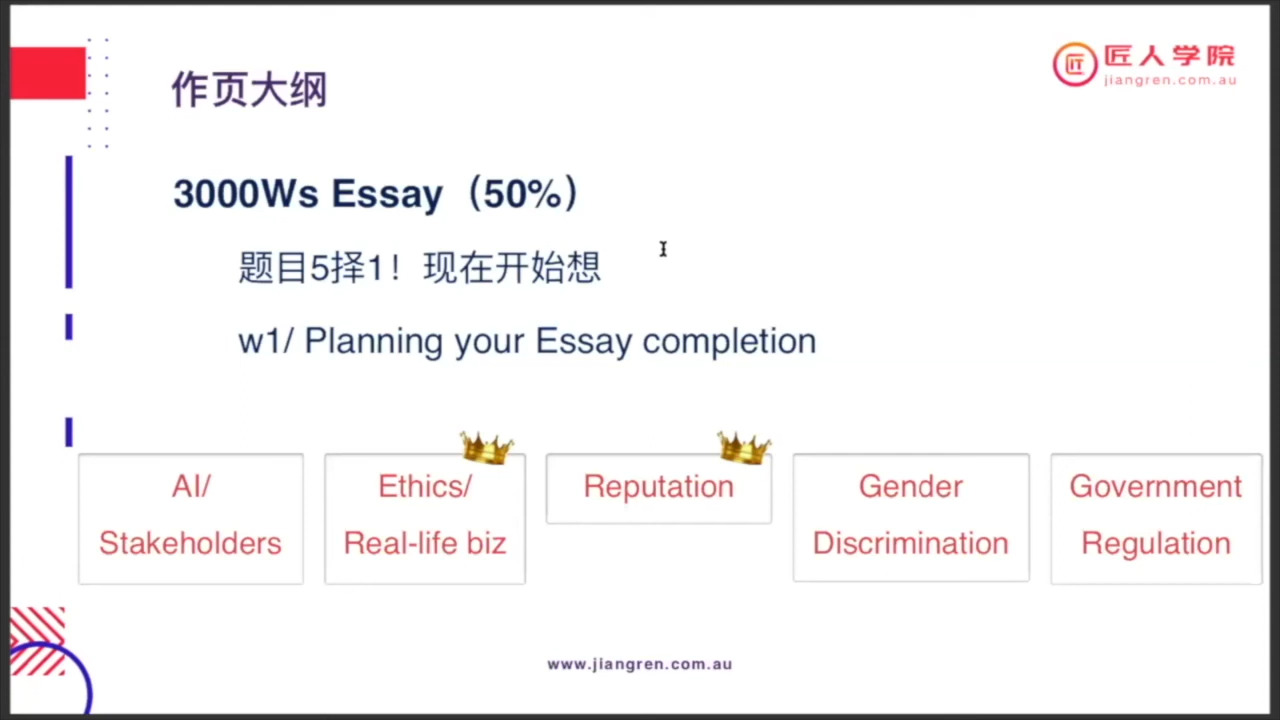 匠人学院
jiangren.com.au
作页大纲
3000Ws Essay（50%）
题目5择1！现在开始想
w1/ Planning your Essay completion
AI/
Stakeholders
Ethics/
Real-life biz
Reputation
Gender
Discrimination
Government
Regulation
www.jiangren.com.au